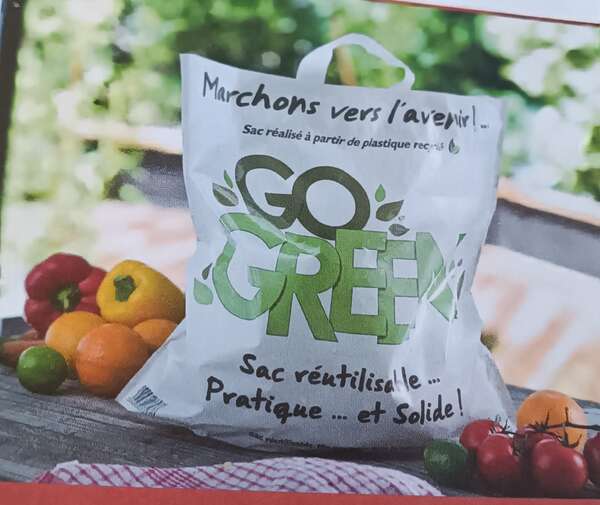 Marchons vers l'avenir!...
Sac réalisé à partir de plastique recyclé
GO
GREEN
Sac réutilisable ...
Pratique ... et Solide!